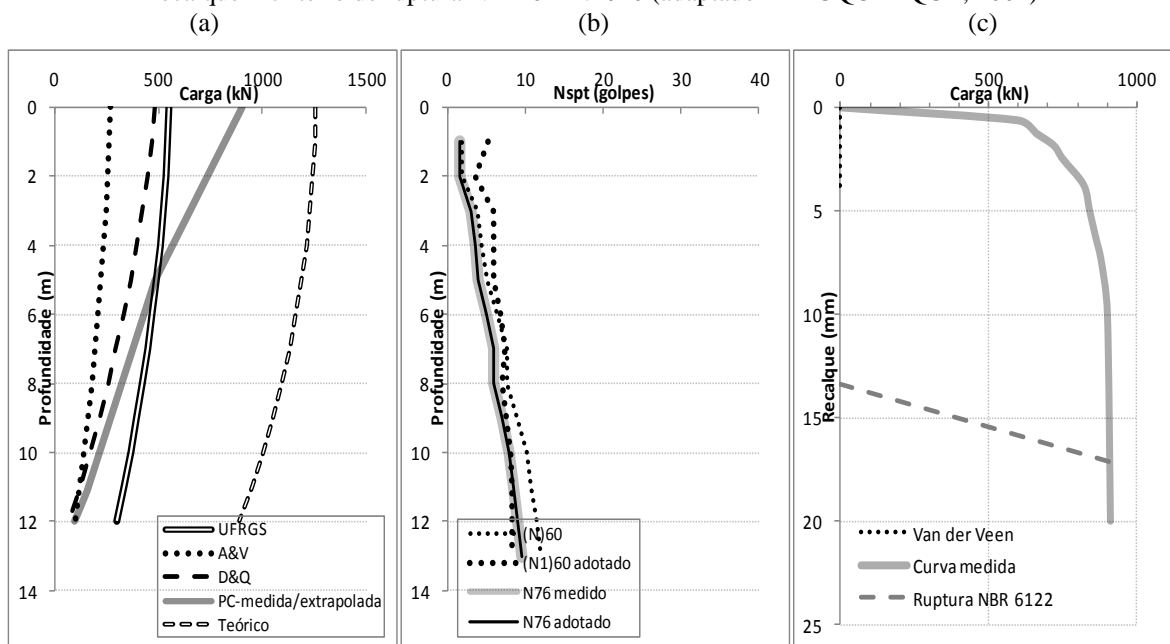 (a) (b) (c)
0 500 1000 1500
Carga (kN)
0
2
4
6
8
10
12
14
Profundidade (m)
UFRGS
A&V
D&Q
PC-medida/extrapolada
Teórico
0 10 20 30 40
Nspt (golpes)
0
2
4
6
8
10
12
14
Profundidade (m)
(N)60
(N1)60 adotado
N76 medido
N76 adotado
0 500 1000
Carga (kN)
0
5
10
15
20
25
Recalque (mm)
Van der Veen
Curva medida
Ruptura NBR 6122